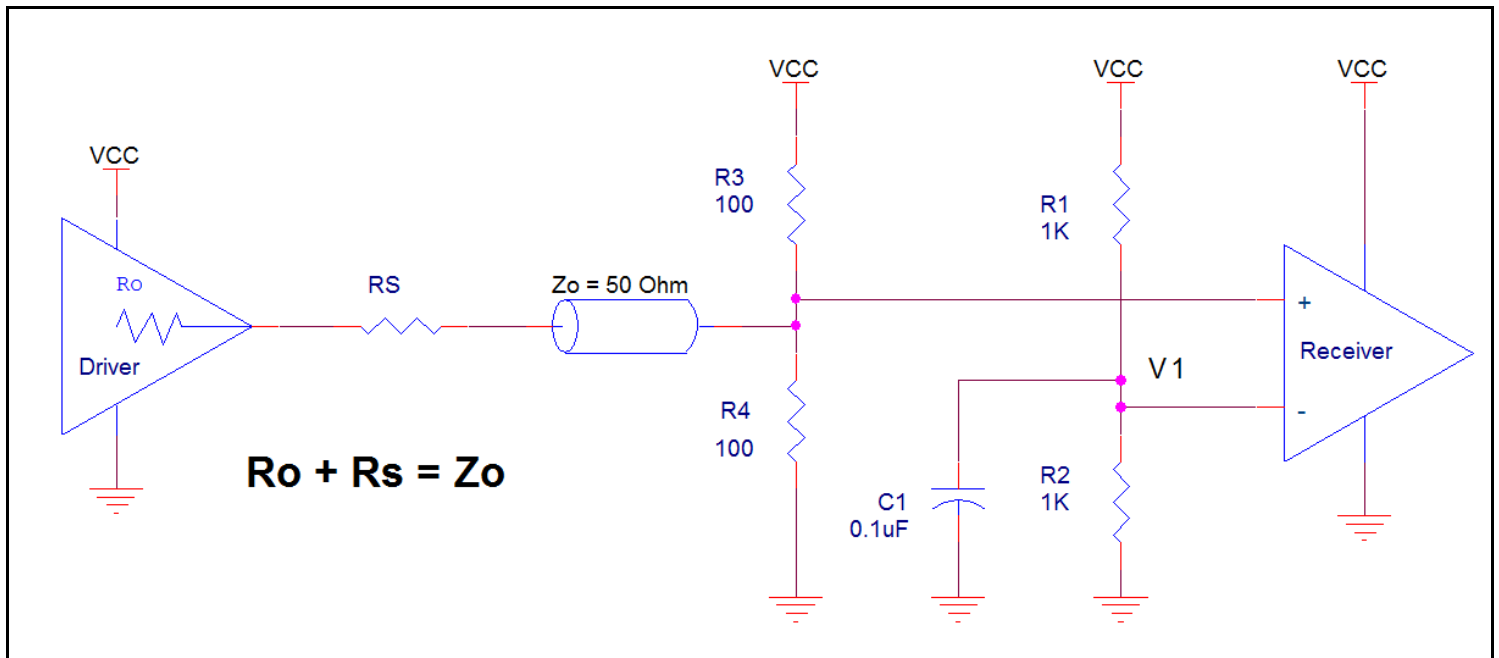 VCC
VCC
VCC
VCC
R3
100
R1
1K
Ro
RS
Zo = 50 Ohm
+
Driver
Receiver
V1
-
R4
100
Ro + Rs = Zo
R2
1K
C1
0.1uF